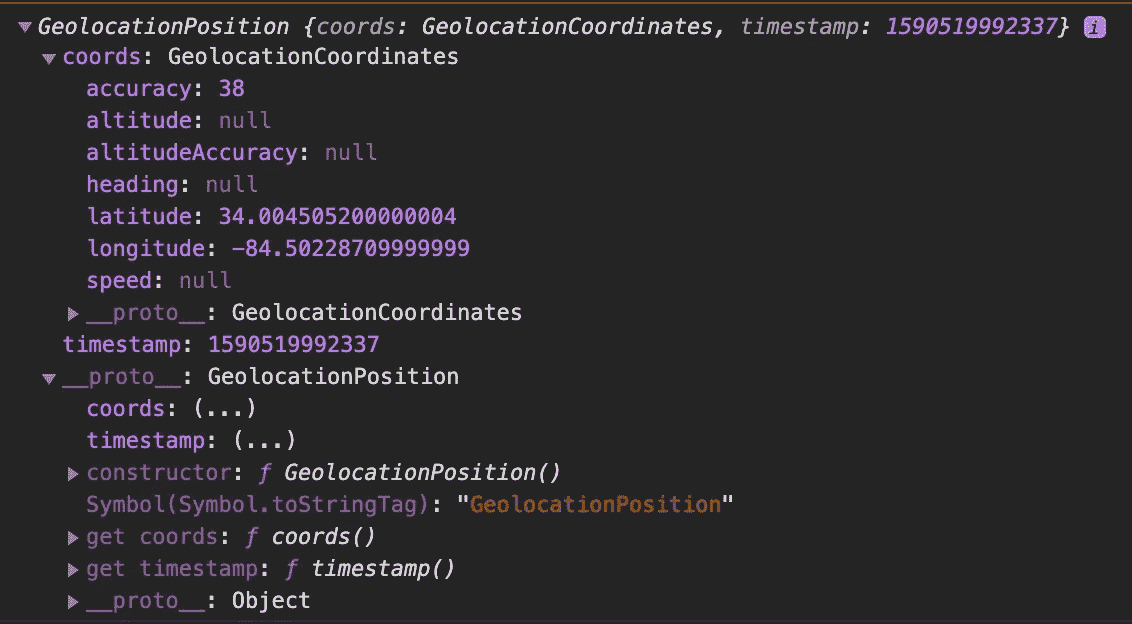 GeolocationPosition {coords: GeolocationCoordinates, timestamp: 1590519992337} i
coords: GeolocationCoordinates
accuracy: 38
altitude: null
altitudeAccuracy: null
heading: null
latitude: 34.004505200000004
longitude: -84.50228709999999
speed: null
__proto__: GeolocationCoordinates
timestamp: 1590519992337
__proto__: GeolocationPosition
coords: (...)
timestamp: (...)
constructor: ƒ GeolocationPosition()
Symbol(Symbol.toStringTag): "GeolocationPosition"
get coords: ƒ coords()
get timestamp: ƒ timestamp()
__proto__: Object